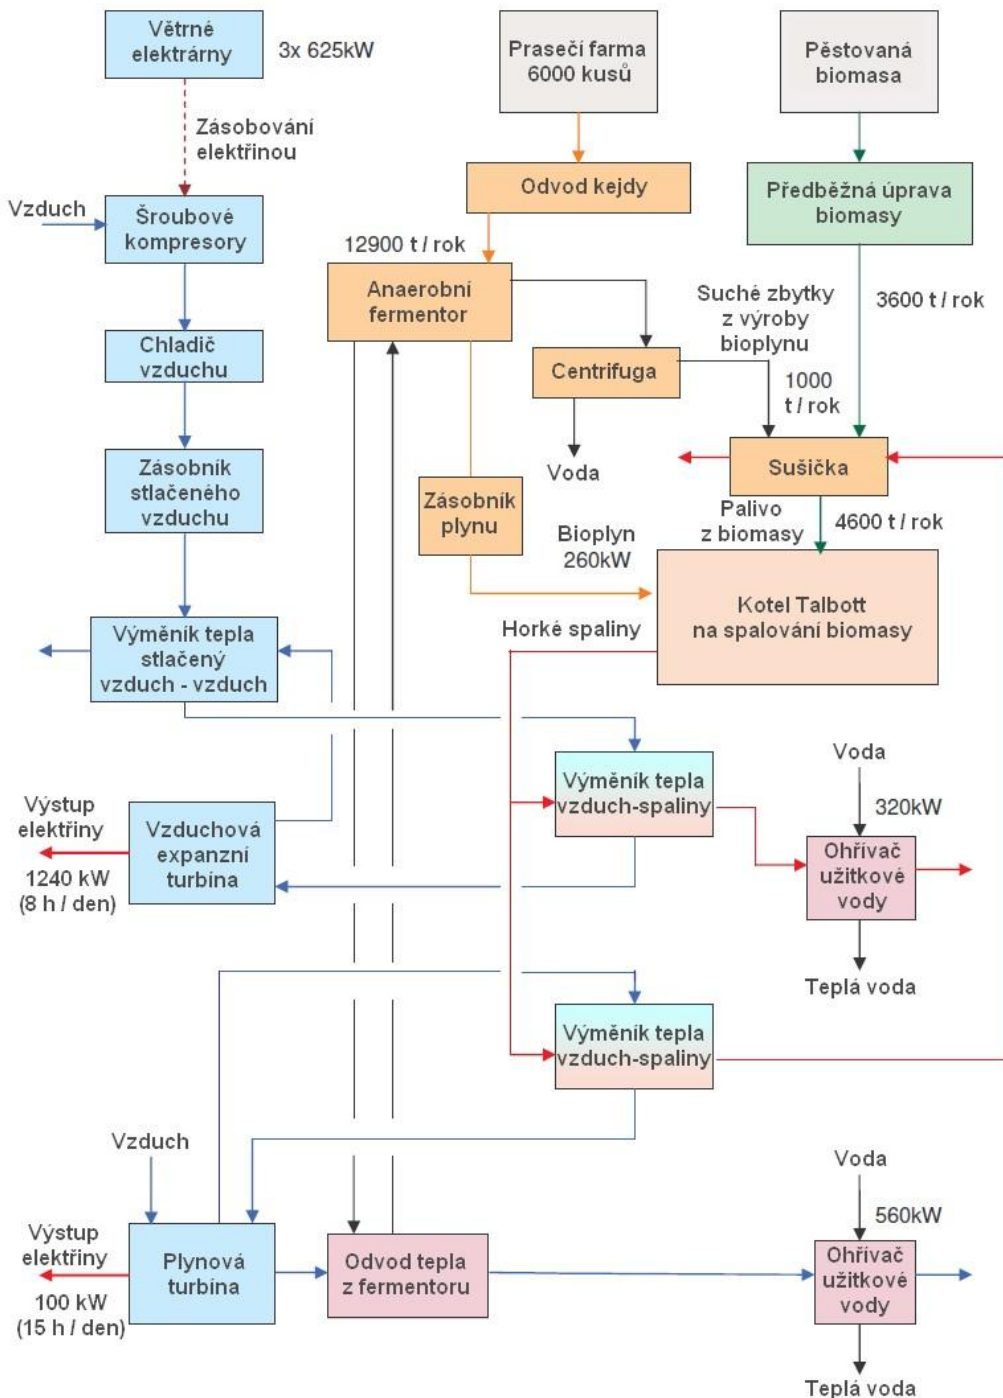 Větrné
elektrárny
3x 625kW
Prasečí farma
6000 kusů
Pěstovaná
biomasa
Zásobování
elektřinou
Odvod kejdy
Předběžná úprava
biomasy
Vzduch
Šroubové
kompresory
12900 t / rok
Anaerobní
fermentor
Suché zbytky
z výroby
bioplynu
3600 t / rok
Chladič
vzduchu
Centrifuga
1000
t / rok
Voda
Sušička
Zásobník
stlačeného
vzduchu
Zásobník
plynu
Palivo
z biomasy
4600 t / rok
Bioplyn
260kW
Kotel Talbott
na spalování biomasy
Horké spaliny
Výměník tepla
stlačený
vzduch - vzduch
Výměník tepla
vzduch-spaliny
Voda
320kW
Výstup
elektřiny
1240 kW
(8 h / den)
Vzduchová
expanzní
turbína
Ohřívač
užitkové
vody
Teplá voda
Výměník tepla
vzduch-spaliny
Vzduch
Voda
560kW
Výstup
elektřiny
100 kW
(15 h / den)
Plynová
turbína
Odvod tepla
z fermentoru
Ohřívač
užitkové
vody
Teplá voda